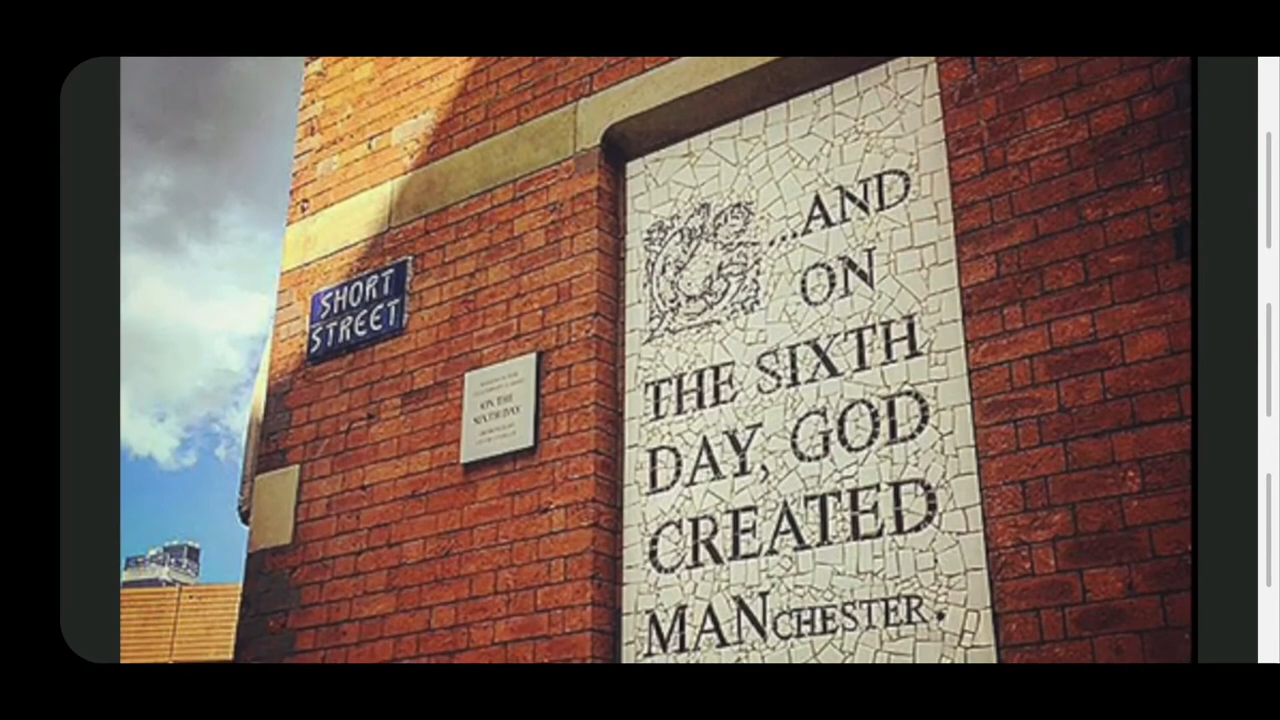 SHORT
STREET
ON THE
SIXTH DAY
...AND
ON
THE SIXTH
DAY, GOD
CREATED
MANCHESTER.